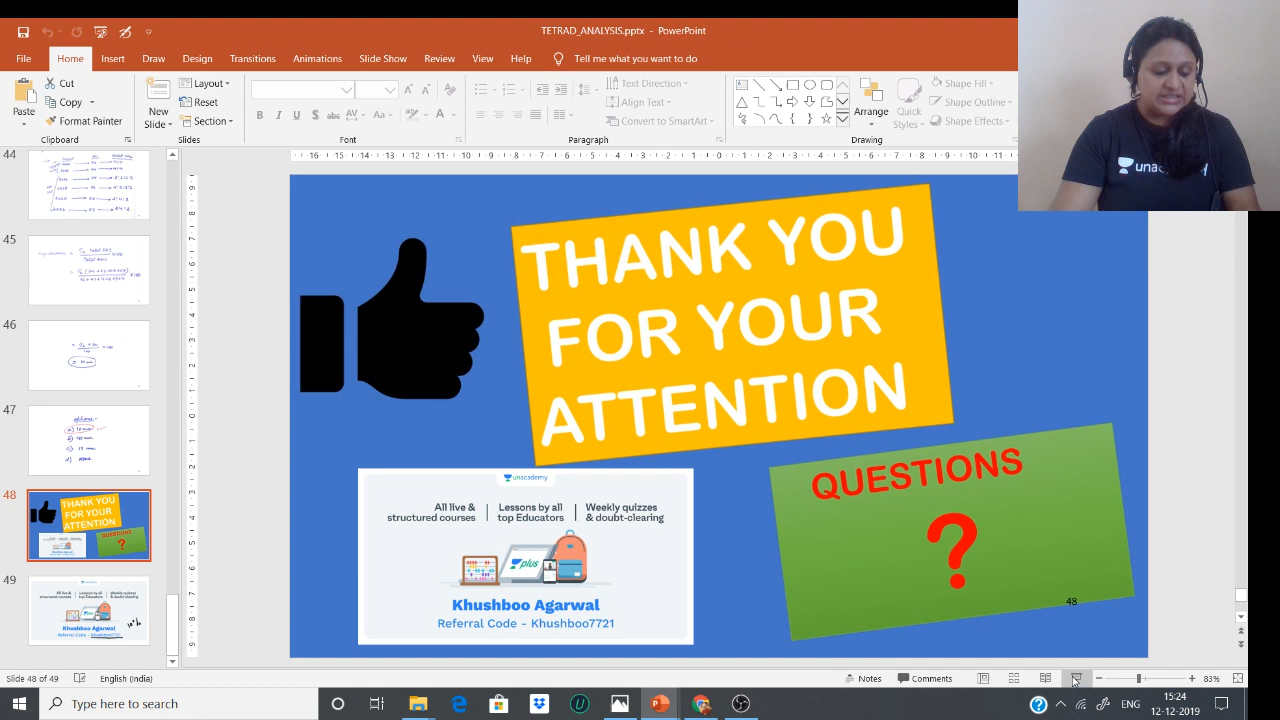 TETRAD_ANALYSIS.pptx - PowerPoint
File Home Insert Draw Design Transitions Animations Slide Show Review View Help Tell me what you want to do
Paste
Cut
Copy
Format Painter
Clipboard
New Slide
Layout
Reset
Section
Slides
Font
Text Direction
Align Text
Convert to SmartArt
Paragraph
Arrange
Quick Styles
Shape Fill
Shape Outline
Shape Effects
Drawing
unacademy
44
45
46
47
48
49
THANK YOU
FOR YOUR
ATTENTION
QUESTIONS
?
48
unacademy
All live & structured courses
Lessons by all top Educators
Weekly quizzes & doubt-clearing
plus
Khushboo Agarwal
Referral Code - Khushboo7721
Slide 48 of 49 English (India) Notes Comments 83%
Type here to search
ENG
15:24
12-12-2019